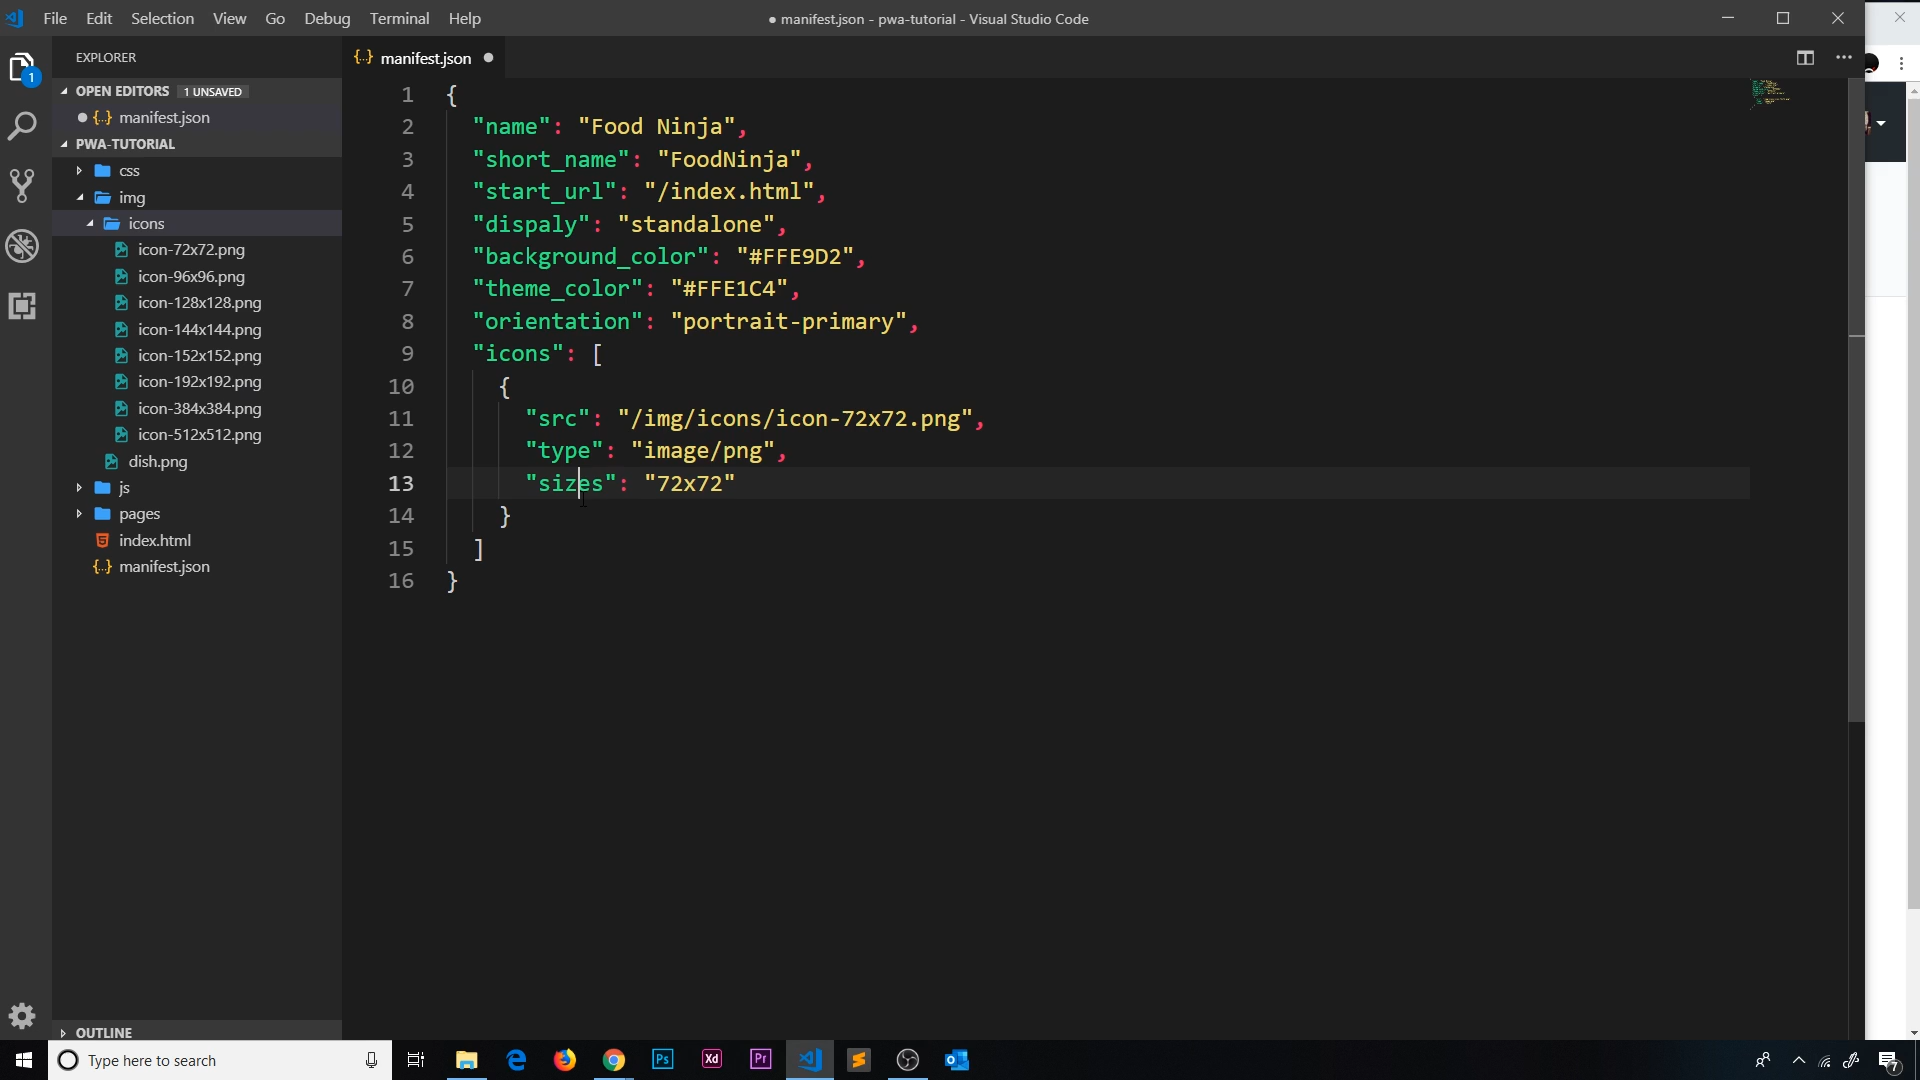 File Edit Selection View Go Debug Terminal Help
● manifest.json - pwa-tutorial - Visual Studio Code
EXPLORER
OPEN EDITORS 1 UNSAVED
{..} manifest.json
PWA-TUTORIAL
css
img
icons
icon-72x72.png
icon-96x96.png
icon-128x128.png
icon-144x144.png
icon-152x152.png
icon-192x192.png
icon-384x384.png
icon-512x512.png
dish.png
js
pages
index.html
{..} manifest.json
OUTLINE
1
{..} manifest.json
1 {
2 "name": "Food Ninja",
3 "short_name": "FoodNinja",
4 "start_url": "/index.html",
5 "dispaly": "standalone",
6 "background_color": "#FFE9D2",
7 "theme_color": "#FFE1C4",
8 "orientation": "portrait-primary",
9 "icons": [
10 {
11 "src": "/img/icons/icon-72x72.png",
12 "type": "image/png",
13 "sizes": "72x72"
14 }
15 ]
16 }
Type here to search
Ps
Xd
Pr
7